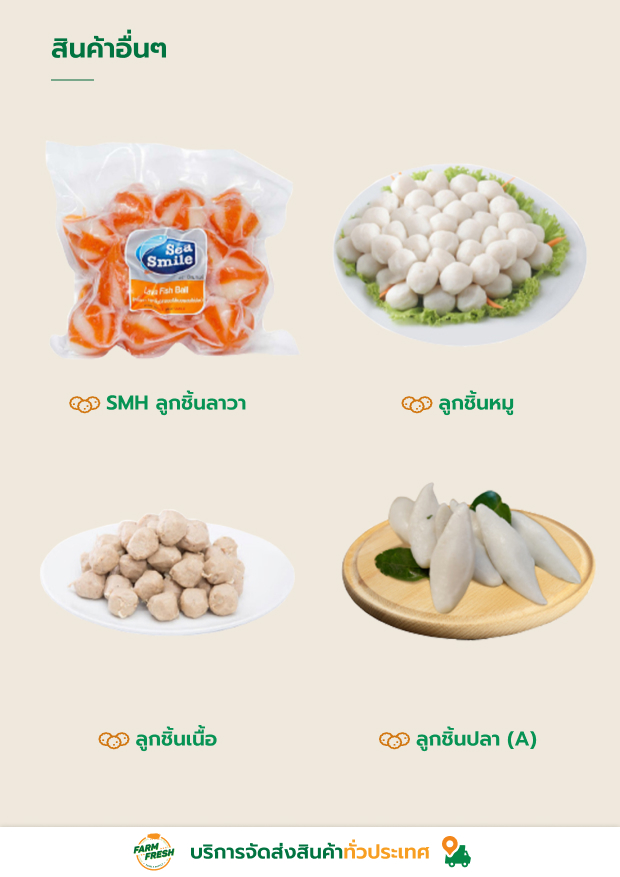 สินค้าอื่นๆ
Sea
Smile
Lava Fish Ball
SMH ลูกชิ้นลาวา
ลูกชิ้นหมู
ลูกชิ้นเนื้อ
ลูกชิ้นปลา (A)
FARM
FRESH
บริการจัดส่งสินค้าทั่วประเทศ